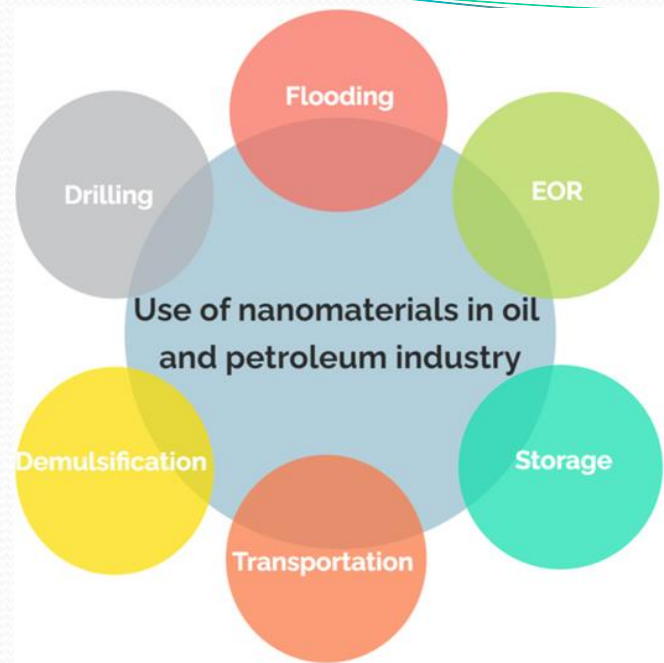 Flooding
Drilling
EOR
Use of nanomaterials in oil
and petroleum industry
Demulsification
Storage
Transportation